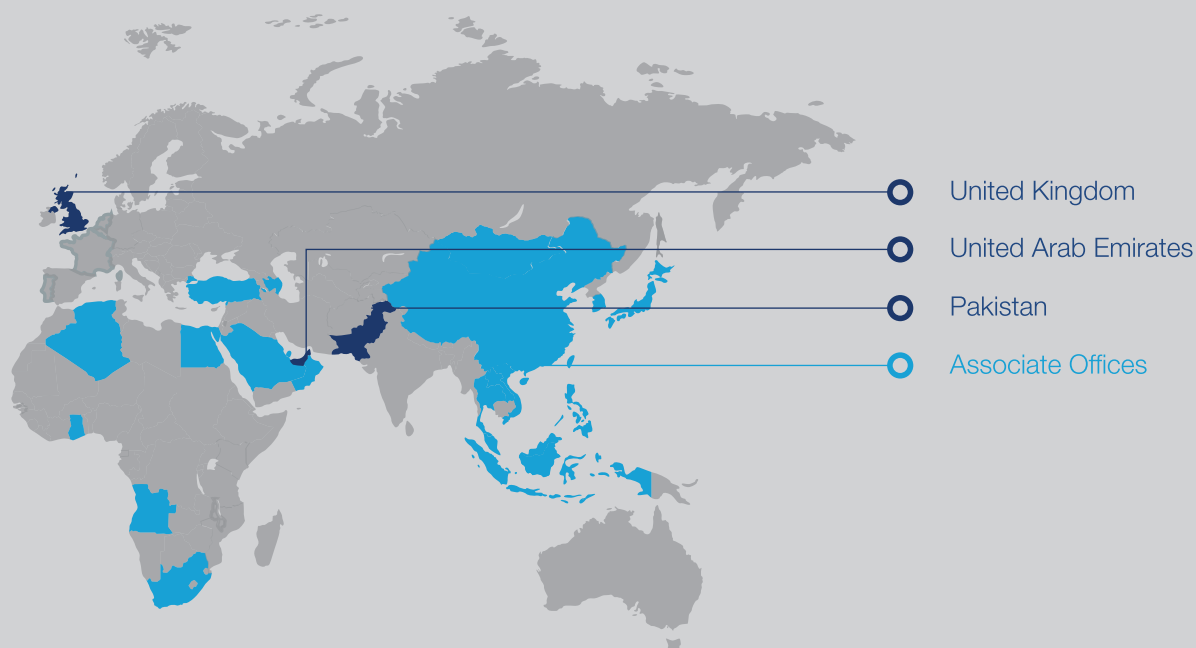 United Kingdom
United Arab Emirates
Pakistan
Associate Offices